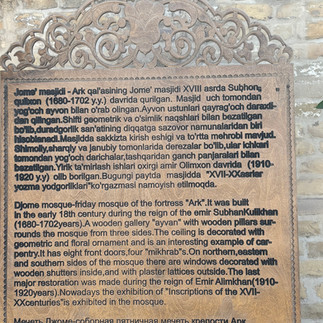 Jome' masjidi - Ark qal'asining Jome' masjidi XVIII asrda Subhonq
qulixon (1680-1702 y.y.) davrida qurilgan. Masjid uch tomondan
yog'och ayvon bilan o'rab olingan.Ayvon ustunlari qayrag'och daraxti-
dan qilingan.Shifti geometrik va o'simlik naqshlari bilan bezatilgan
bo'lib,duradgorlik san'atining diqqatga sazovor namunalaridan biri
hisoblanadi.Masjidda sakkizta kirish eshigi va to'rtta mehrobi mavjud.
Shimoliy,sharqiy va janubiy tomonlarida derezalar bo'lib,ular ichkari
tomondan yog'och darichalar,tashqaridan ganch panjaralari bilan
bezatilgan.Yirik ta'mirlash ishlari oxirgi amir Olimxon davrida (1910-
1920 y.y) olib borilgan.Bugungi paytda masjidda "XVII-XXasrlar
yozma yodgorliklari"ko'rgazmasi namoyish etilmoqda.
Djome mosque-friday mosque of the fortress "Ark".It was built
in the early 18th century during the reign of the emir SubhanKulikhan
(1680-1702years).A wooden gallery "ayvan" with wooden pillars sur-
rounds the mosque from three sides.The ceiling is decorated with
geometric and floral ornament and is an interesting example of car-
pentry.It has eight front doors,four "mikhrab"s.On northern,eastern
and southern sides of the mosque there are windows decorated with
wooden shutters inside,and with plaster lattices outside.The last
major restoration was made during the reign of Emir Alimkhan(1910-
1920years).Nowadays the exhibition of "Inscriptions of the XVII-
XXcenturies"is exhibited in the mosque.
Мечеть Джоме-соборная пятничная мечеть крепости Арк